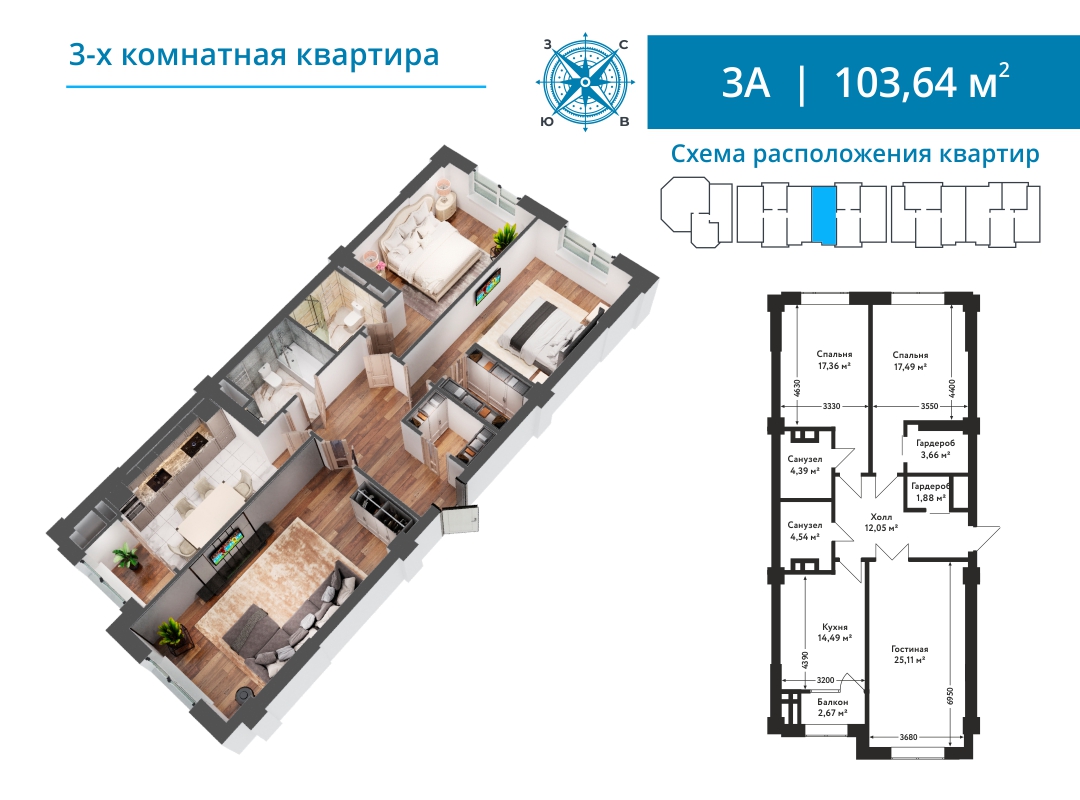 3-х комнатная квартира
З
С
Ю
В
3А | 103,64 м²
Схема расположения квартир
Спальня
17,36 м²
Спальня
17,49 м²
4630
4400
3330
3550
Гардероб
3,66 м²
Санузел
4,39 м²
Гардероб
1,88 м²
Холл
12,05 м²
Санузел
4,54 м²
Кухня
14,49 м²
Гостиная
25,11 м²
4390
3200
6950
Балкон
2,67 м²
3680